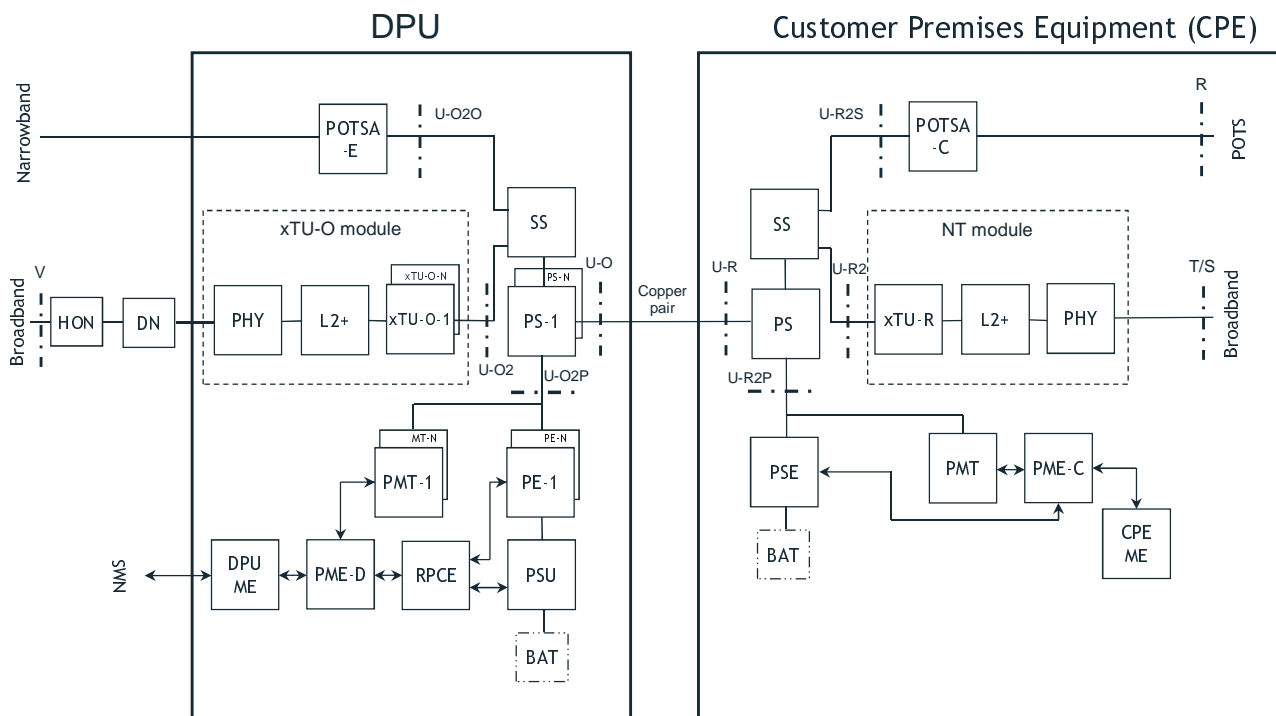 DPU
Customer Premises Equipment (CPE)
Narrowband
POTSA
-E
U-O2O
U-R2S
POTSA
-C
R
POTS
SS
SS
xTU-O module
NT module
V
Broadband
HON
DN
PHY
L2+
xTU-O-N
xTU-O-1
U-O2
PS-N
PS-1
U-O
Copper
pair
U-R
PS
U-R2
xTU-R
L2+
PHY
T/S
Broadband
U-O2P
U-R2P
MT-N
PMT-1
PE-N
PE-1
PSE
PMT
PME-C
NMS
DPU
ME
PME-D
RPCE
PSU
BAT
CPE
ME
BAT